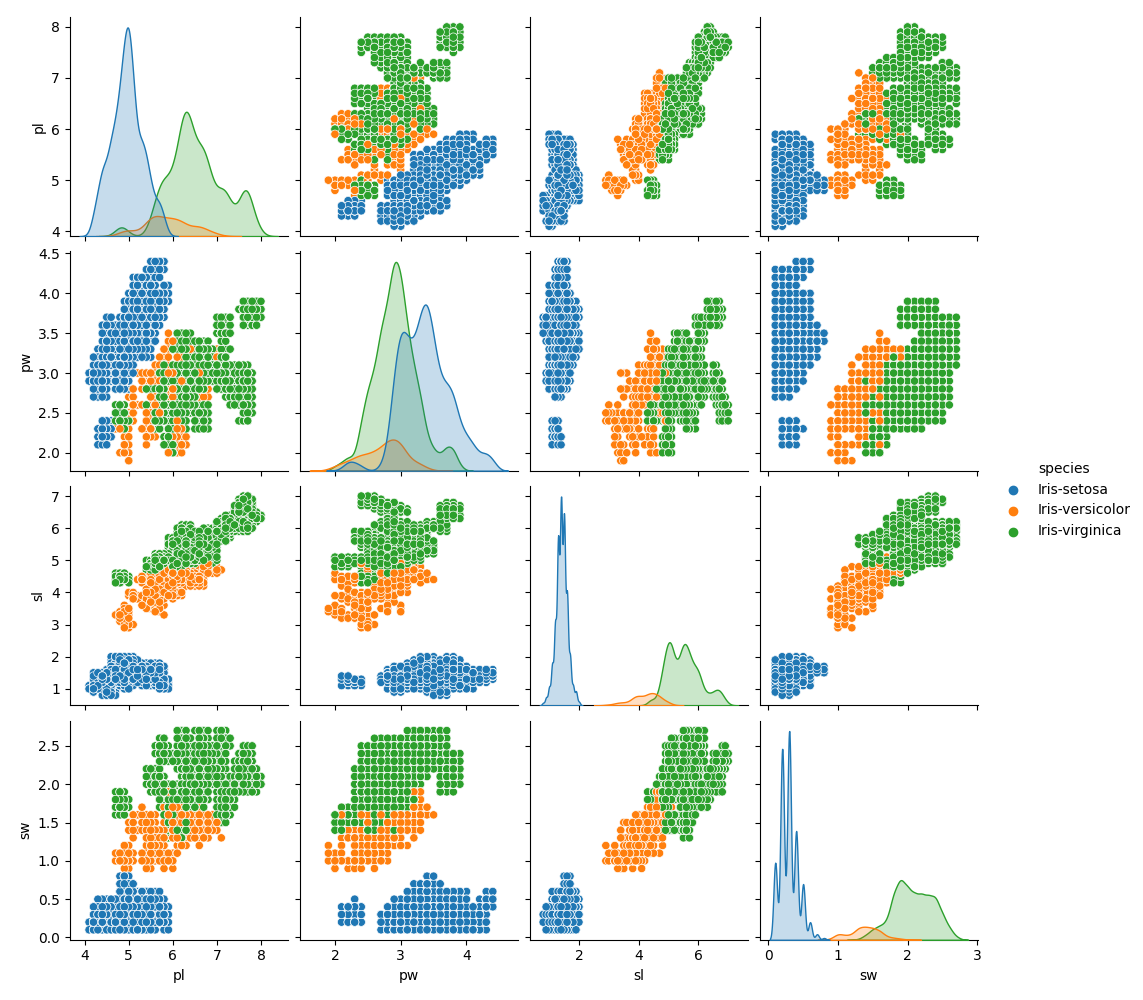 8
7
6
5
4
pl
4.5
4.0
3.5
3.0
2.5
2.0
pw
species
Iris-setosa
Iris-versicolor
Iris-virginica
7
6
5
4
3
2
1
sl
2.5
2.0
1.5
1.0
0.5
0.0
sw
4 5 6 7 8
2 3 4
2 4 6
0 1 2 3
pl pw sl sw